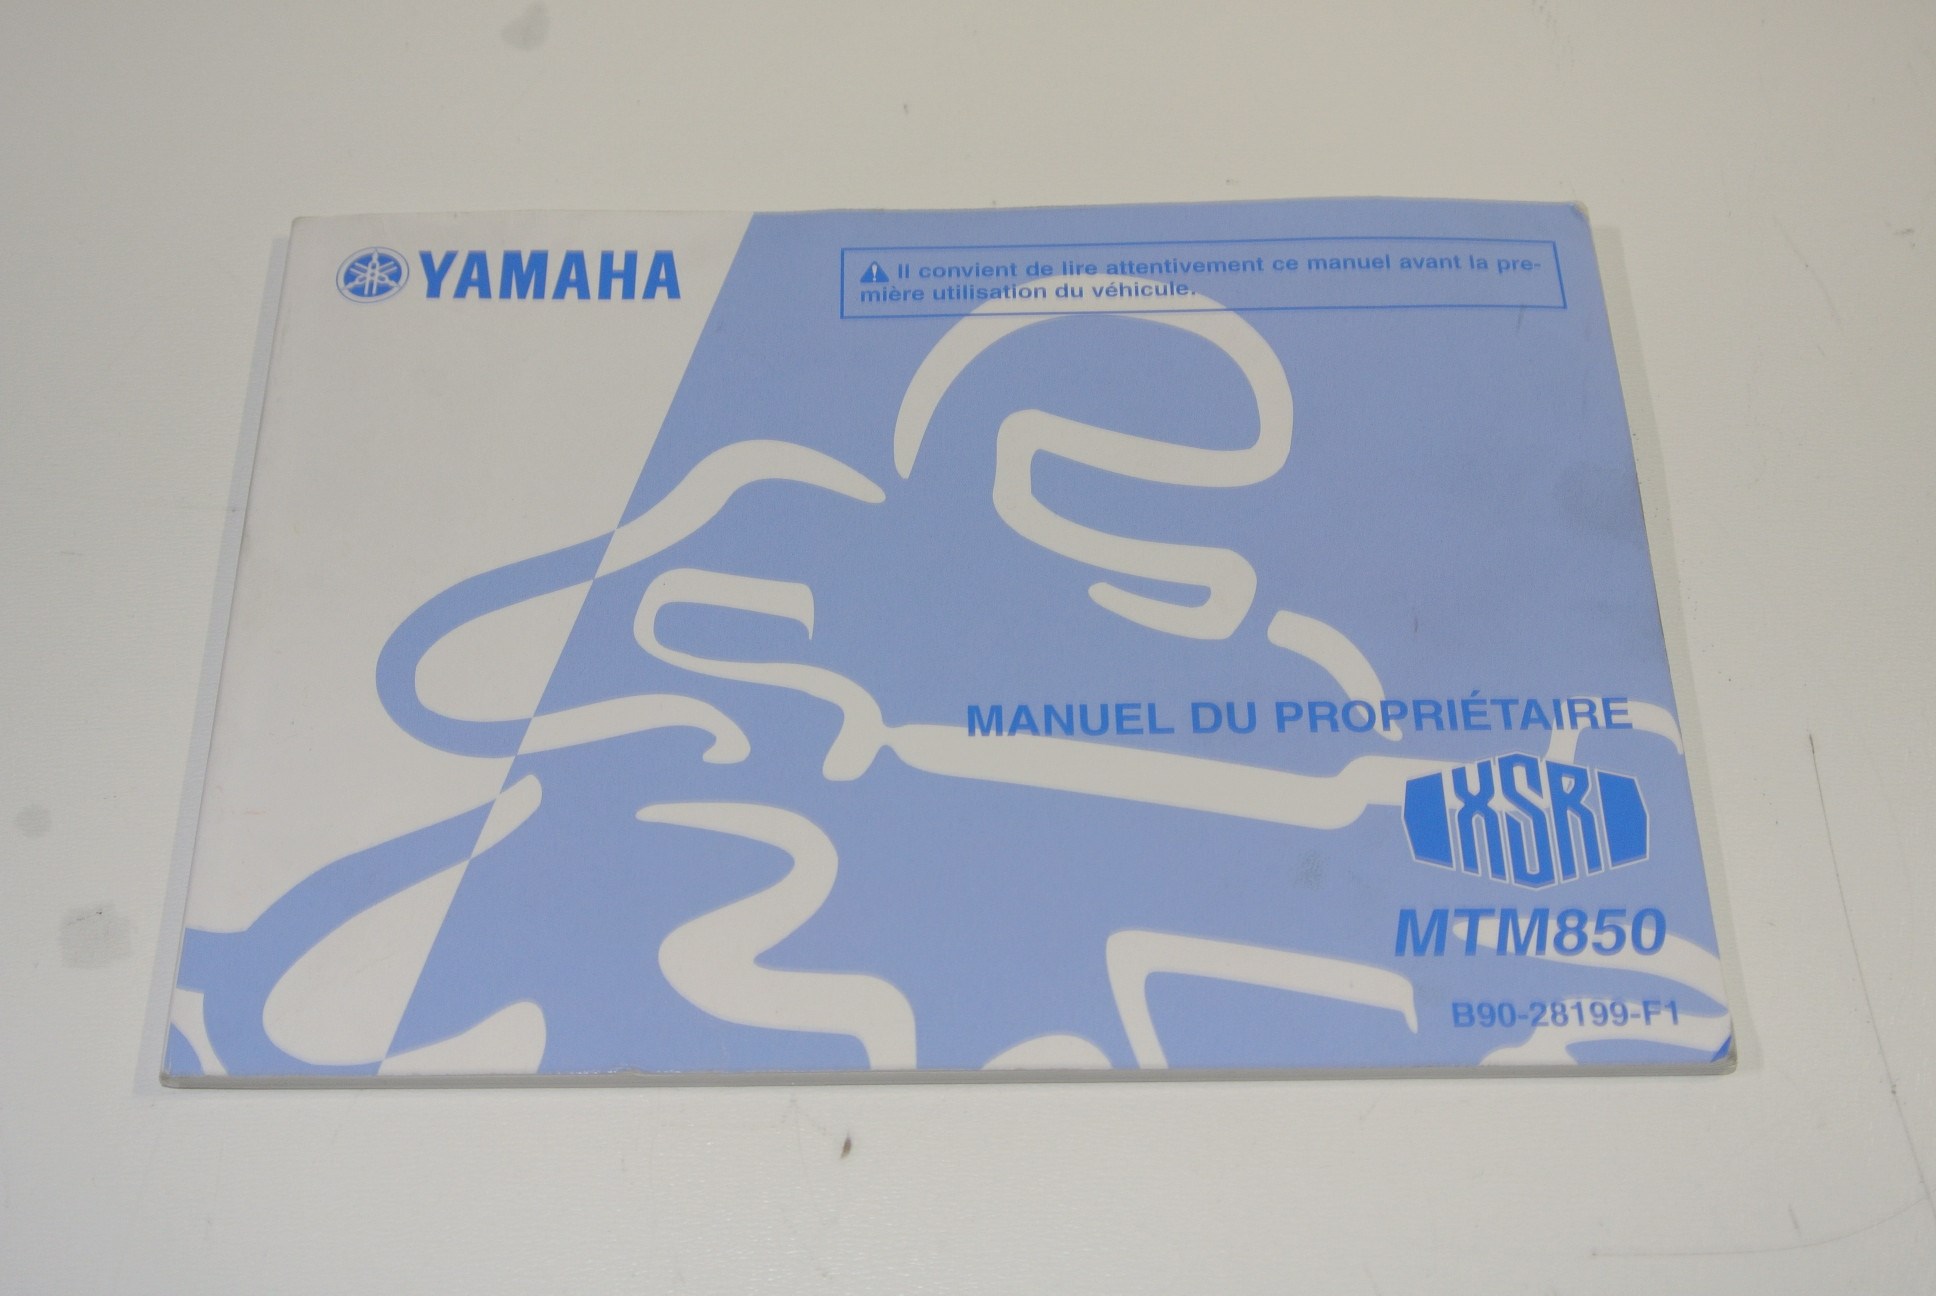 YAMAHA
Il convient de lire attentivement ce manuel avant la pre-
mière utilisation du véhicule.
MANUEL DU PROPRIÉTAIRE
XSR
MTM850
B90-28199-F1